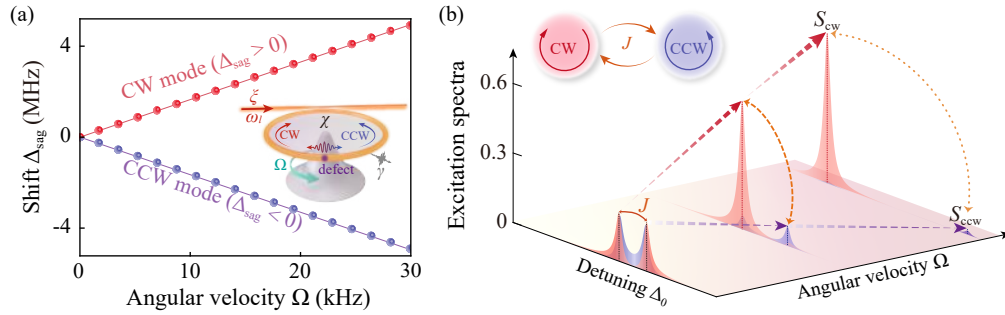 (a)
4
0
-4
Shift Δsag (MHz)
CW mode (Δsag > 0)
CCW mode (Δsag < 0)
ξ
ωl
χ
CW
CCW
Ω
defect
γ
0
10
20
30
Angular velocity Ω (kHz)
(b)
CW
J
CCW
Scw
0.6
0.3
0
Excitation spectra
J
Sccw
Detuning Δ0
Angular velocity Ω